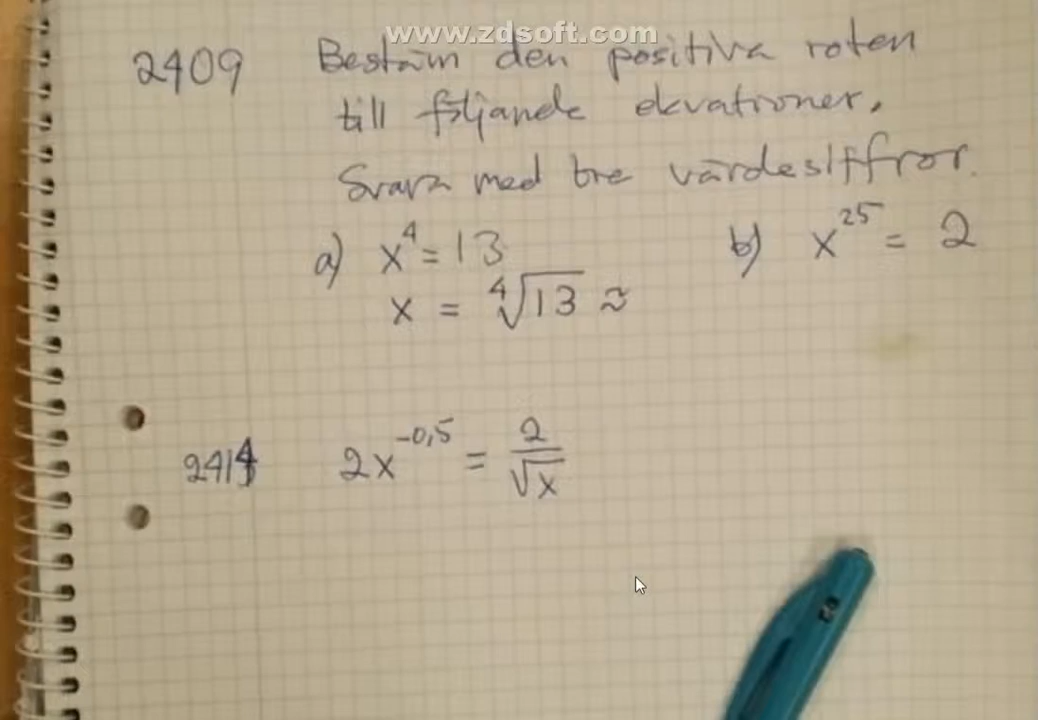 www.zdsoft.com
2409 Bestäm den positiva roten
till följande ekvationer.
Svara med tre värdesiffror.
a) x⁴ = 13 b) x²⁵ = 2
x = ⁴√13 ≈
2414 2x^-0,5 = 2/√x